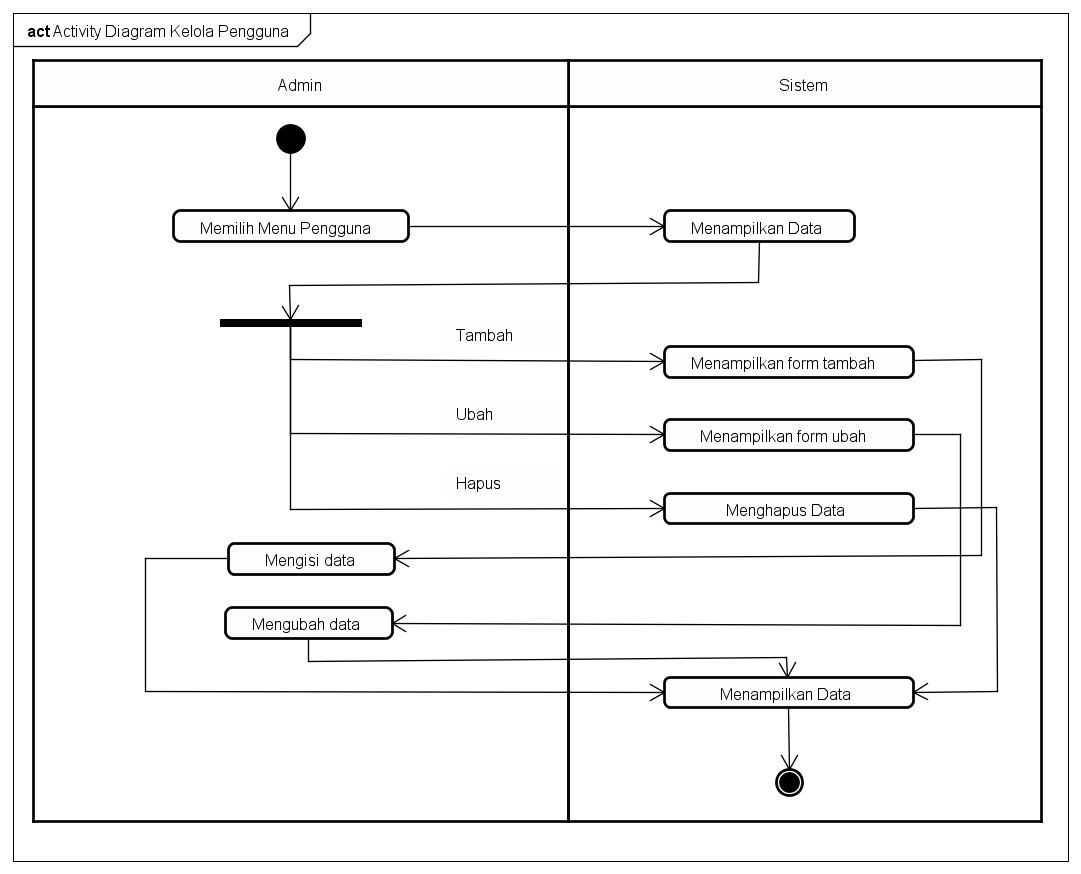 act Activity Diagram Kelola Pengguna
Admin
Sistem
Memilih Menu Pengguna
Menampilkan Data
Tambah
Menampilkan form tambah
Ubah
Menampilkan form ubah
Hapus
Menghapus Data
Mengisi data
Mengubah data
Menampilkan Data